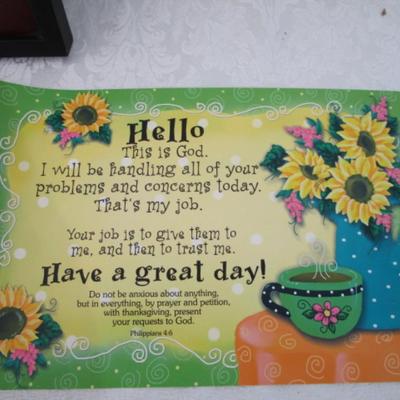 Hello
This is God.
I will be handling all of your
problems and concerns today.
That's my job.
Your job is to give them to
me, and then to trust me.
Have a great day!
Do not be anxious about anything,
but in everything, by prayer and petition,
with thanksgiving, present
your requests to God.
Philippians 4:6